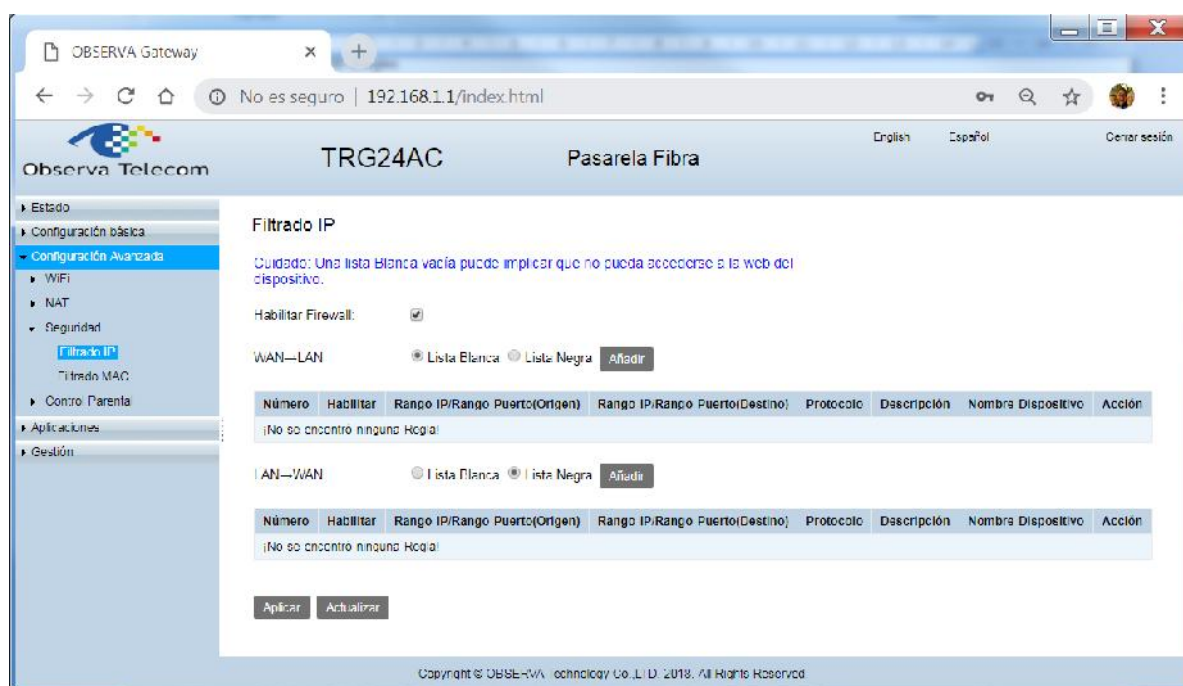 OBSERVA Gateway
No es seguro | 192.168.1.1/index.html
Observa Telecom
TRG24AC
Pasarela Fibra
English
Español
Cerrar sesión
Estado
Configuración básica
Configuración Avanzada
WiFi
NAT
Seguridad
Filtrado IP
Filtrado MAC
Control Parental
Aplicaciones
Gestión
Filtrado IP
Cuidado: Una lista Blanca vacía puede implicar que no pueda accederse a la web del
dispositivo.
Habilitar Firewall:
WAN→LAN Lista Blanca Lista Negra Añadir
Número Habilitar Rango IP/Rango Puerto(Origen) Rango IP/Rango Puerto(Destino) Protocolo Descripción Nombre Dispositivo Acción
¡No se encontró ninguna Regla!
LAN→WAN Lista Blanca Lista Negra Añadir
Número Habilitar Rango IP/Rango Puerto(Origen) Rango IP/Rango Puerto(Destino) Protocolo Descripción Nombre Dispositivo Acción
¡No se encontró ninguna Regla!
Aplicar Actualizar
Copyright © OBSERVA Technology Co.,LTD. 2018. All Rights Reserved.